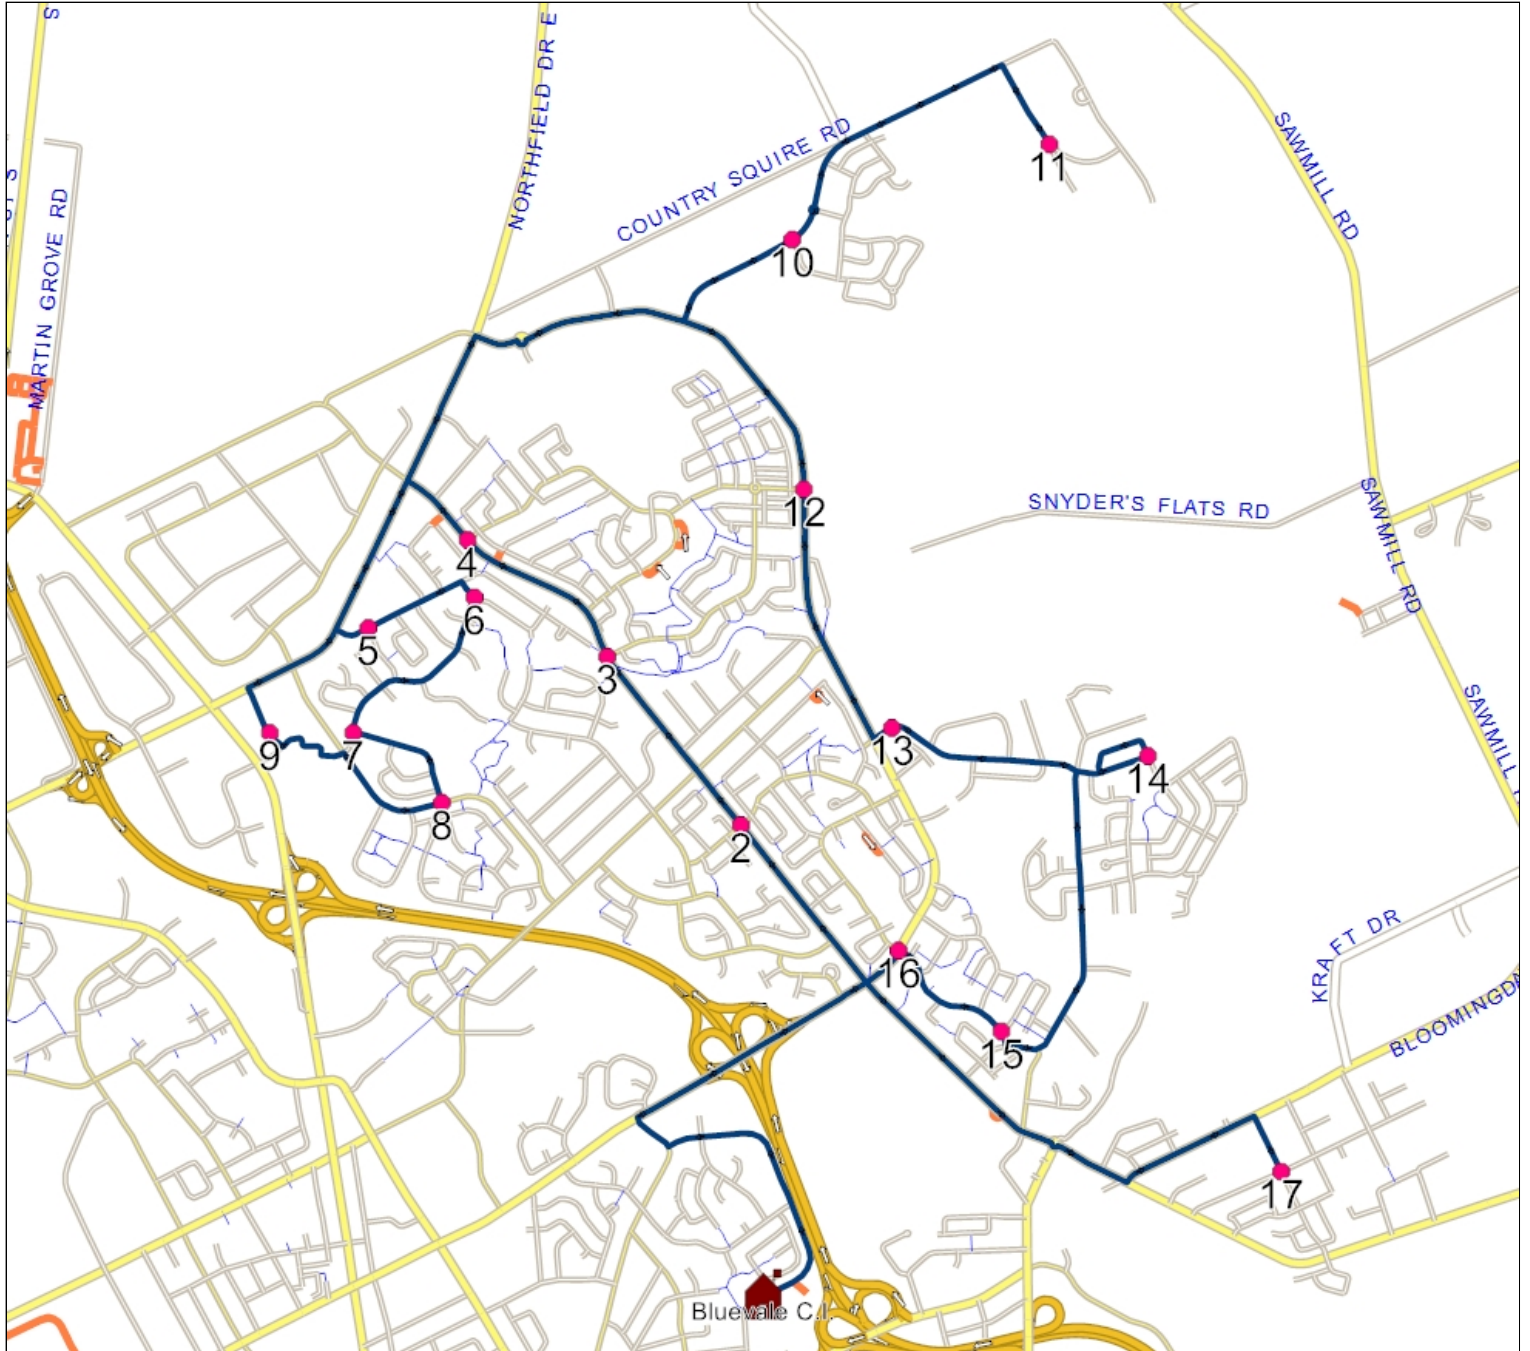 S
NORTHFIELD DR E
COUNTRY SQUIRE RD
SAWMILL RD
11
MARTIN GROVE RD
10
12
SNYDER'S FLATS RD
SAWMILL RD
4
6
5
3
9
7
13
14
SAWMILL
8
2
16
KRAFT DR
15
BLOOMINGDA
17
Bluevale C.I.